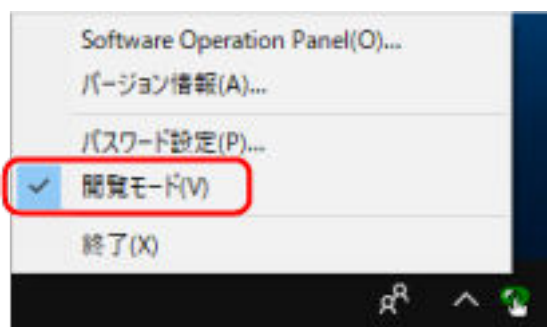 Software Operation Panel(O)...
バージョン情報(A)...
パスワード設定(P)...
閲覧モード(V)
終了(X)